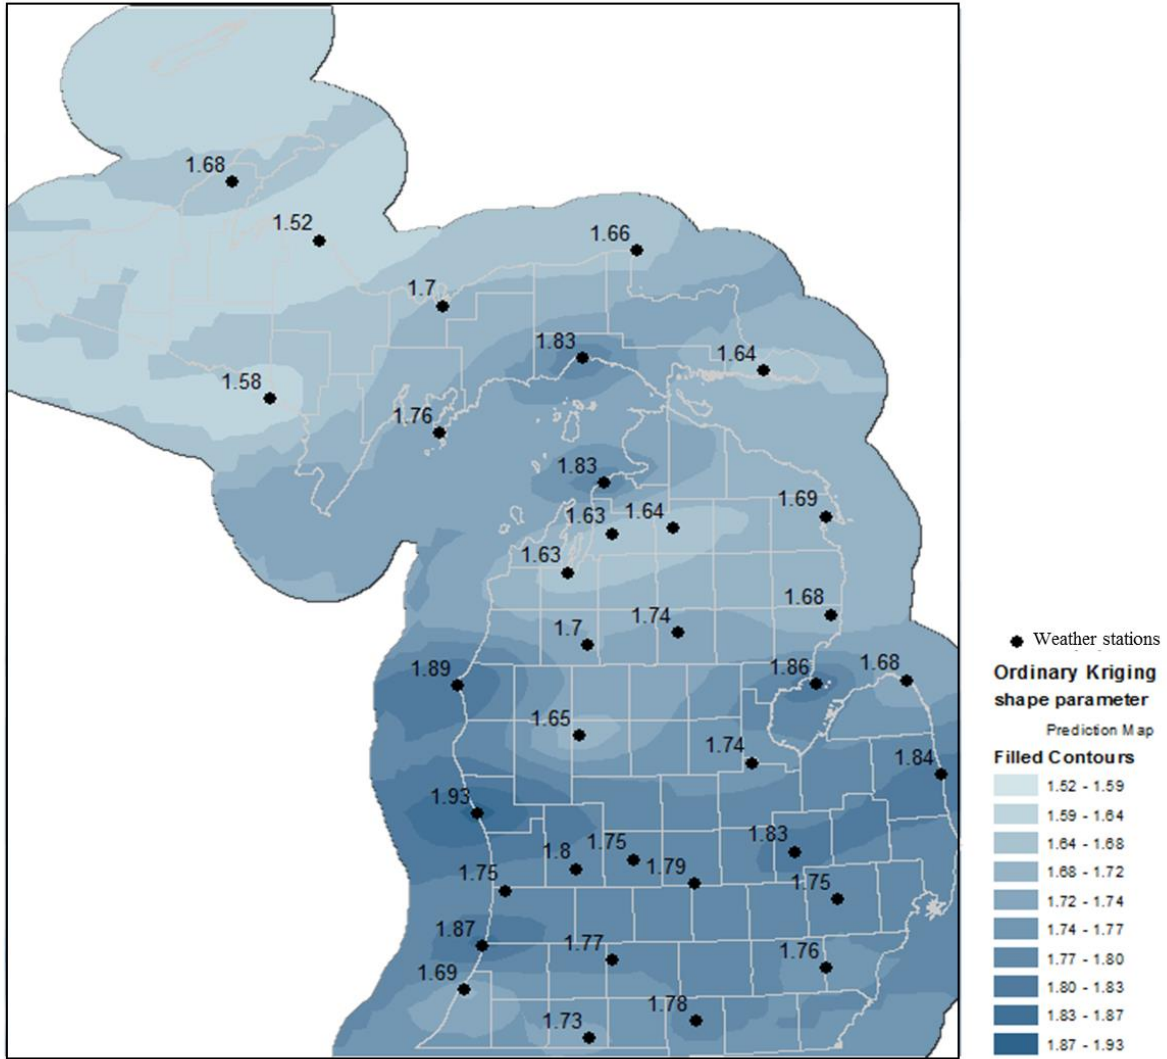 1.68
1.52
1.66
1.7
1.83
1.64
1.58
1.76
1.83
1.69
1.63
1.64
1.63
1.68
1.7
1.74
1.89
1.86
1.68
1.65
1.74
1.84
1.93
1.8
1.75
1.83
1.75
1.79
1.75
1.87
1.77
1.76
1.69
1.78
1.73
Weather stations
Ordinary Kriging
shape parameter
Prediction Map
Filled Contours
1.52 - 1.59
1.59 - 1.64
1.64 - 1.68
1.68 - 1.72
1.72 - 1.74
1.74 - 1.77
1.77 - 1.80
1.80 - 1.83
1.83 - 1.87
1.87 - 1.93